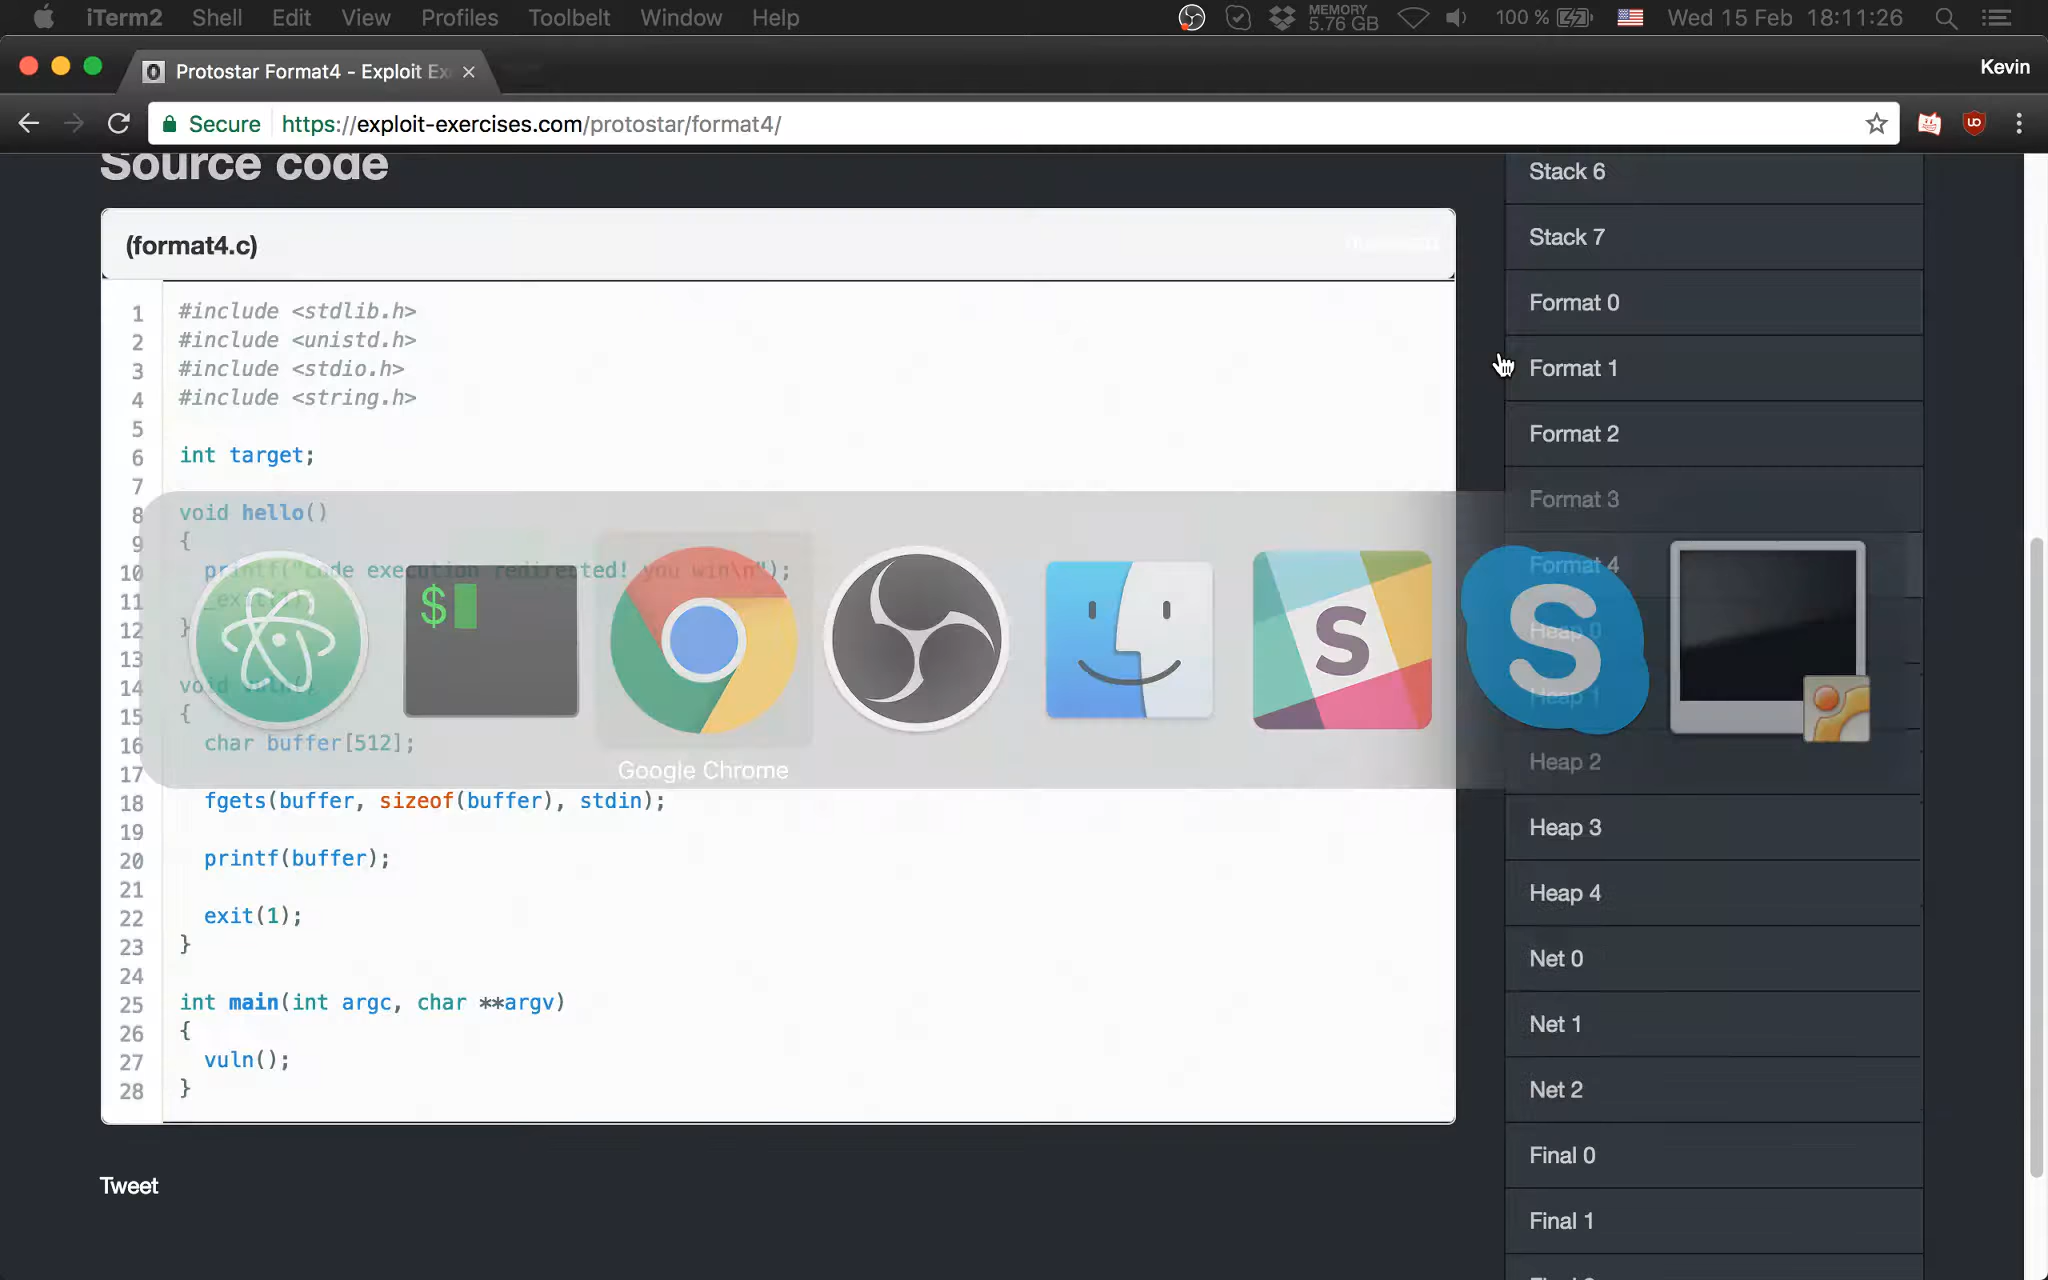 iTerm2 Shell Edit View Profiles Toolbelt Window Help MEMORY 5.76 GB 100 % Wed 15 Feb 18:11:26
Protostar Format4 - Exploit Ex
Kevin
Secure https://exploit-exercises.com/protostar/format4/
Source code
(format4.c)
1 #include <stdlib.h>
2 #include <unistd.h>
3 #include <stdio.h>
4 #include <string.h>
5
6 int target;
7
8 void hello()
9 {
10 printf("code execution redirected! you win\n");
11
12 }
13
14 void vuln()
15 {
16 char buffer[512];
17
18 fgets(buffer, sizeof(buffer), stdin);
19
20 printf(buffer);
21
22 exit(1);
23 }
24
25 int main(int argc, char **argv)
26 {
27 vuln();
28 }
Google Chrome
$
S
S
Tweet
Stack 6
Stack 7
Format 0
Format 1
Format 2
Format 3
Format 4
Heap 0
Heap 1
Heap 2
Heap 3
Heap 4
Net 0
Net 1
Net 2
Final 0
Final 1